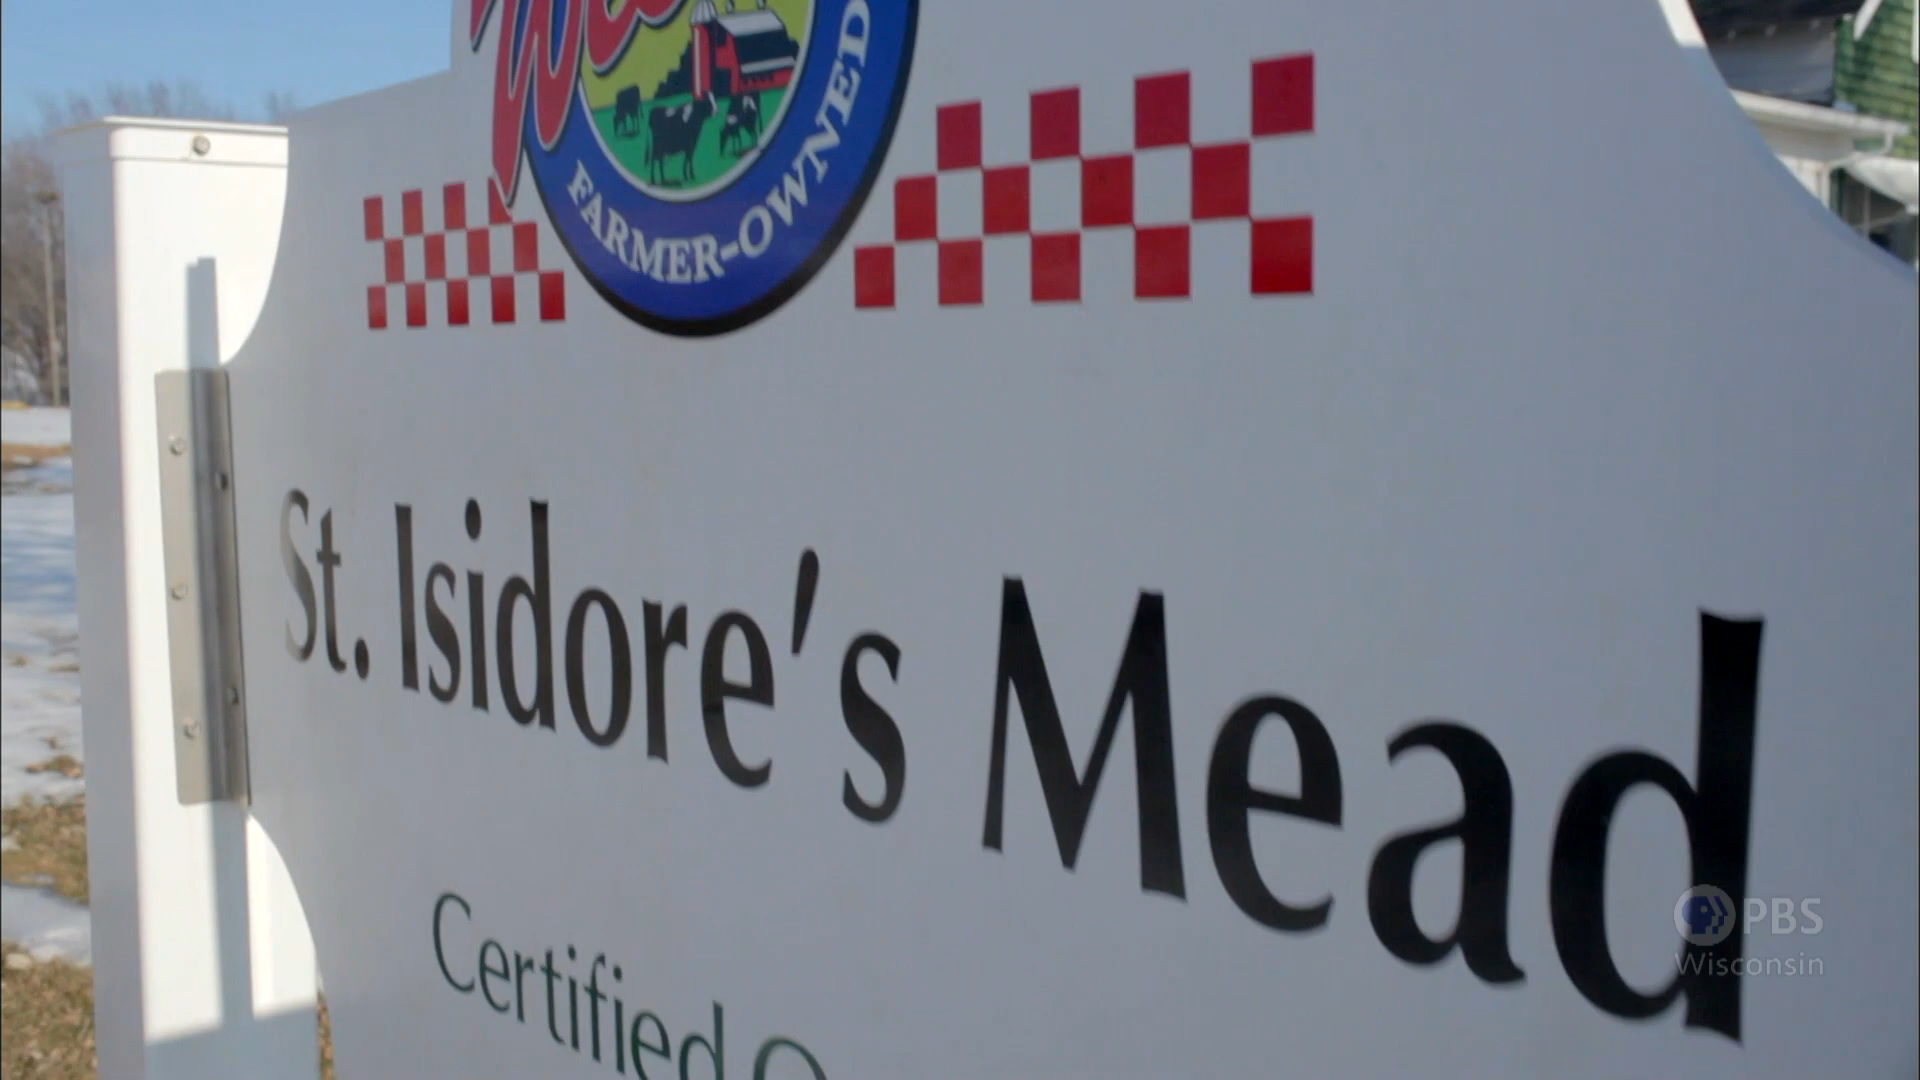 FARMER-OWNED
St. Isidore's Mead
Certified
PBS
Wisconsin